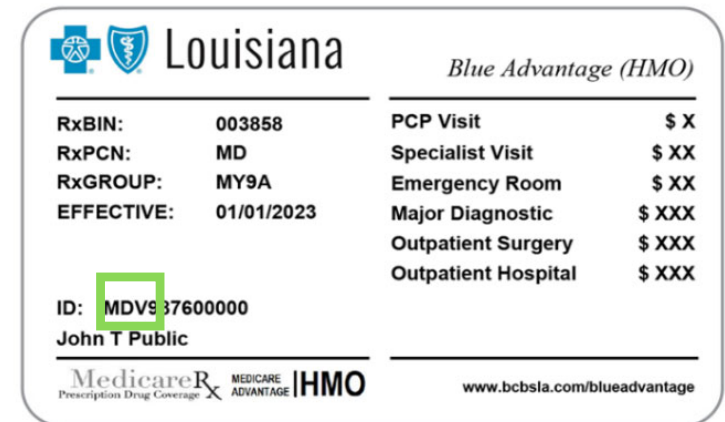 Louisiana
Blue Advantage (HMO)
RxBIN: 003858
RxPCN: MD
RxGROUP: MY9A
EFFECTIVE: 01/01/2023
PCP Visit $ X
Specialist Visit $ XX
Emergency Room $ XX
Major Diagnostic $ XXX
Outpatient Surgery $ XXX
Outpatient Hospital $ XXX
ID: MDV987600000
John T Public
MedicareRx
Prescription Drug Coverage
MEDICARE
ADVANTAGE |HMO
www.bcbsla.com/blueadvantage